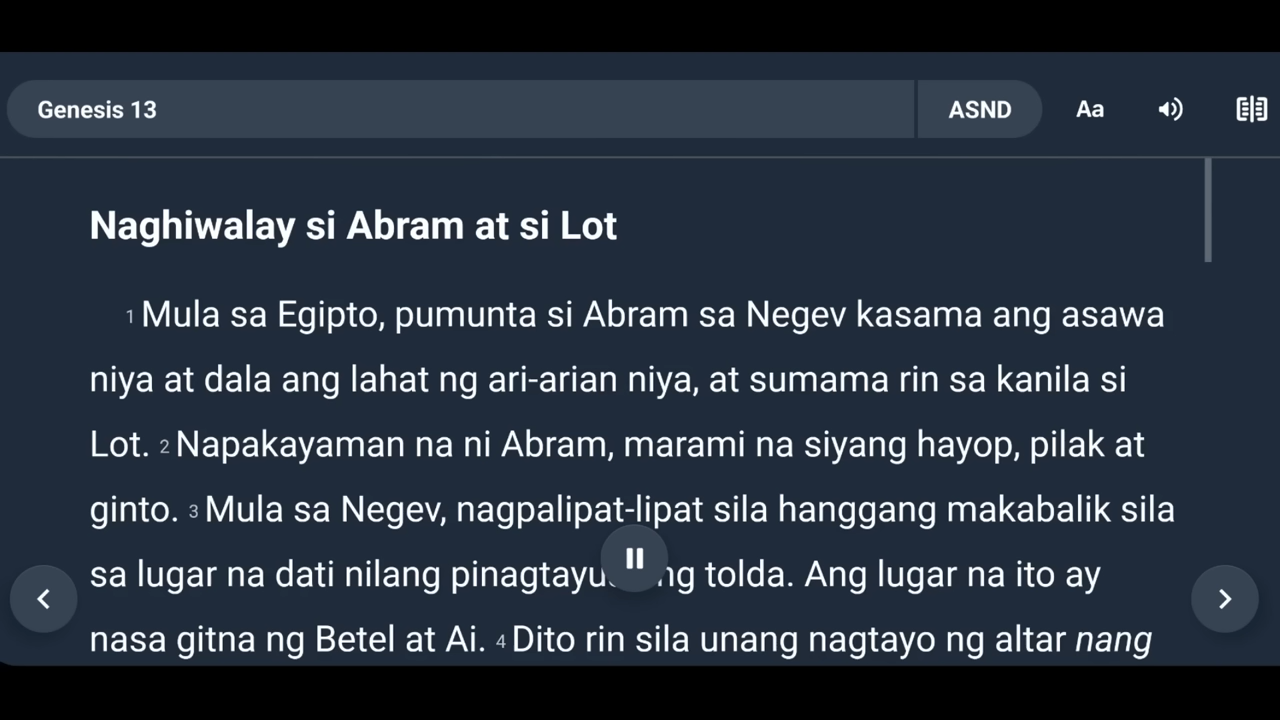 Genesis 13
ASND
Aa
Naghiwalay si Abram at si Lot
1 Mula sa Egipto, pumunta si Abram sa Negev kasama ang asawa
niya at dala ang lahat ng ari-arian niya, at sumama rin sa kanila si
Lot. 2 Napakayaman na ni Abram, marami na siyang hayop, pilak at
ginto. 3 Mula sa Negev, nagpalipat-lipat sila hanggang makabalik sila
sa lugar na dati nilang tolda. Ang lugar na ito ay
nasa gitna ng Betel at Ai. 4 Dito rin sila unang nagtayo ng altar nang